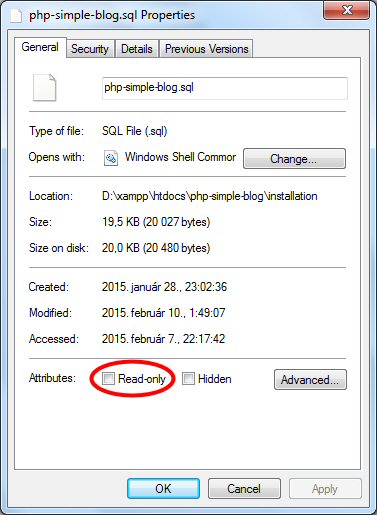 php-simple-blog.sql Properties
General Security Details Previous Versions
php-simple-blog.sql
Type of file: SQL File (.sql)
Opens with: Windows Shell Commor Change...
Location: D:\xampp\htdocs\php-simple-blog\installation
Size: 19,5 KB (20 027 bytes)
Size on disk: 20,0 KB (20 480 bytes)
Created: 2015. január 28., 23:02:36
Modified: 2015. február 10., 1:49:07
Accessed: 2015. február 7., 22:17:42
Attributes: Read-only Hidden Advanced...
OK Cancel Apply